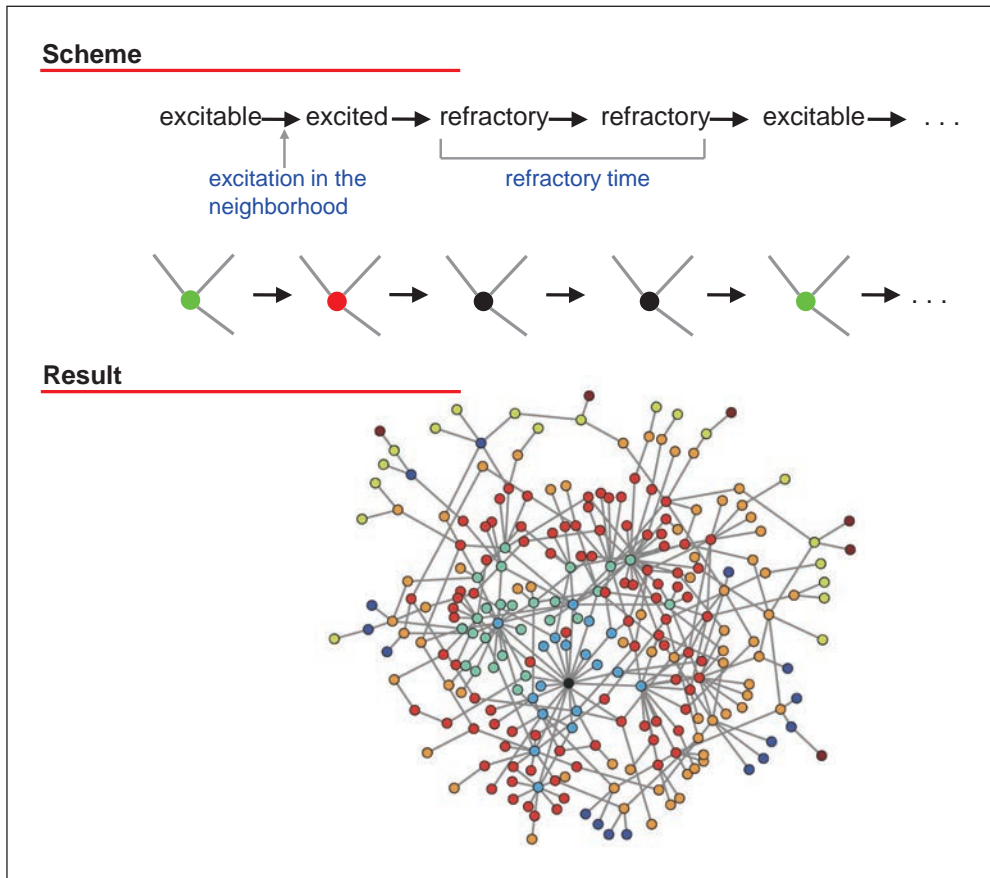 Scheme
excitable excited refractory refractory excitable . . .
excitation in the refractory time
neighborhood
. . .
Result